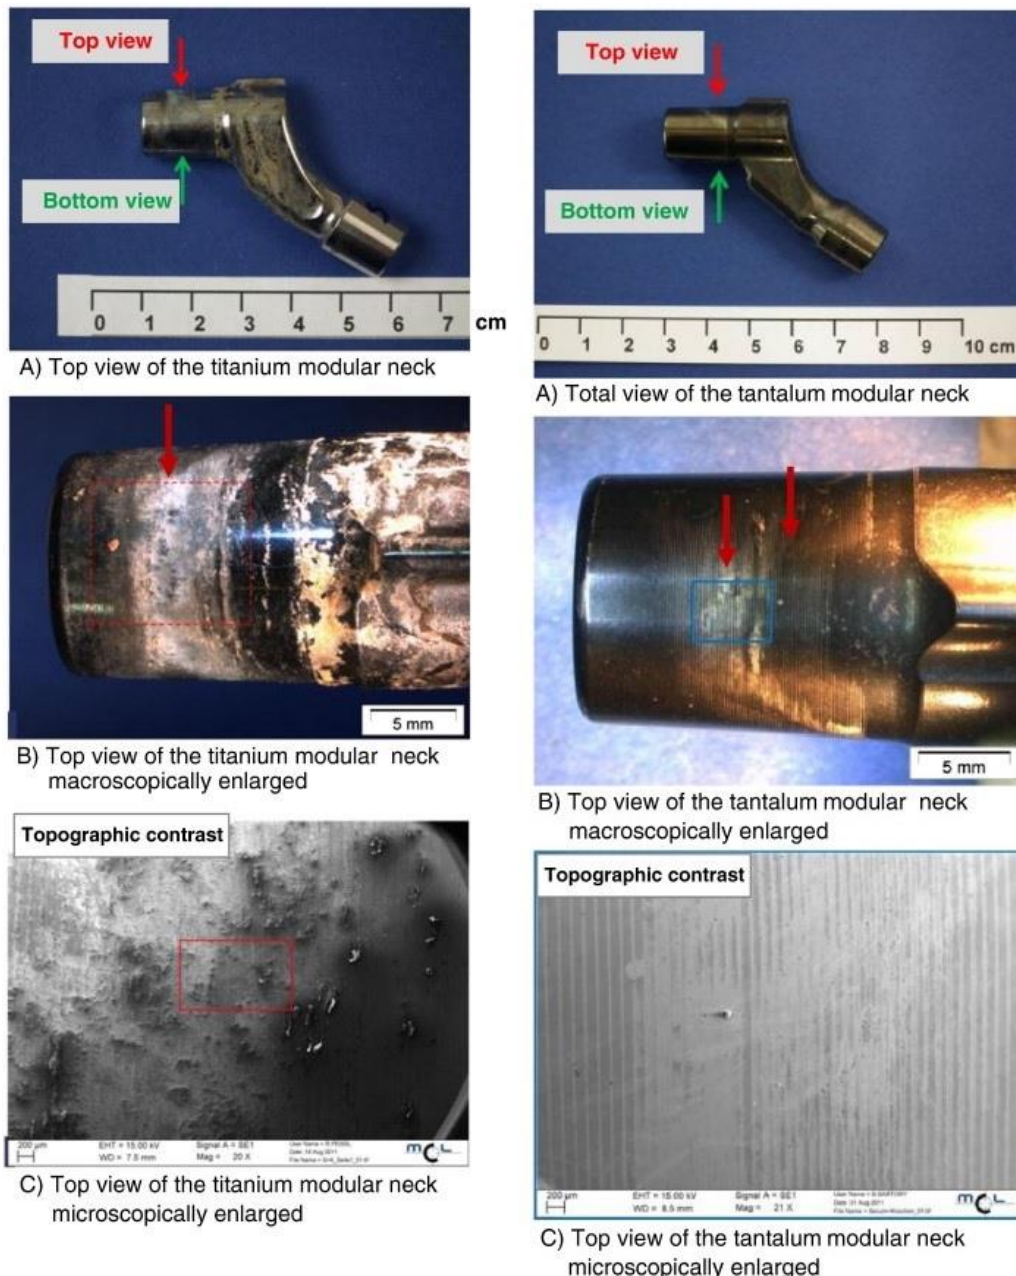 Top view
Bottom view
0 1 2 3 4 5 6 7 cm
A) Top view of the titanium modular neck
B) Top view of the titanium modular neck
macroscopically enlarged
5 mm
Topographic contrast
200 µm
EHT = 15.00 kV
WD = 7.5 mm
Signal A = SE1
Mag = 20 X
C) Top view of the titanium modular neck
microscopically enlarged
Top view
Bottom view
0 1 2 3 4 5 6 7 8 9 10 cm
A) Total view of the tantalum modular neck
5 mm
B) Top view of the tantalum modular neck
macroscopically enlarged
Topographic contrast
200 µm
EHT = 15.00 kV
WD = 8.5 mm
Signal A = SE1
Mag = 21 X
C) Top view of the tantalum modular neck
microscopically enlarged